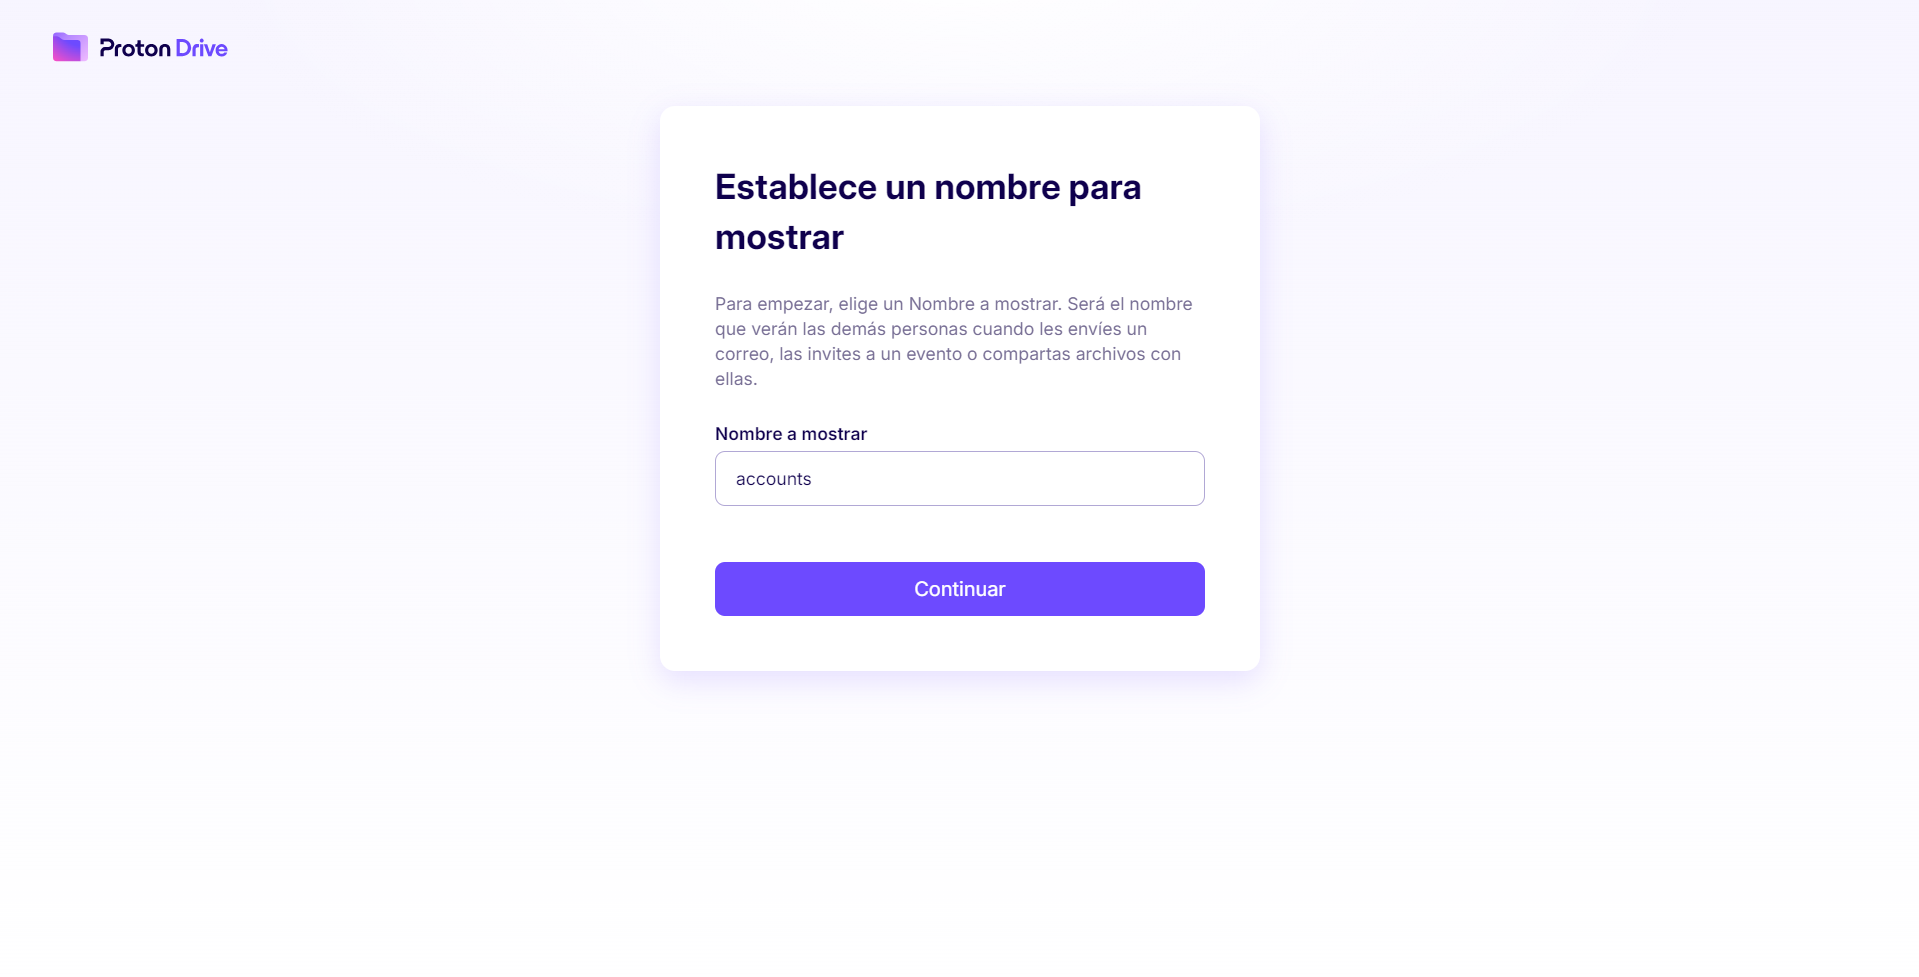 Proton Drive
Establece un nombre para
mostrar
Para empezar, elige un Nombre a mostrar. Será el nombre
que verán las demás personas cuando les envíes un
correo, las invites a un evento o compartas archivos con
ellas.
Nombre a mostrar
accounts
Continuar